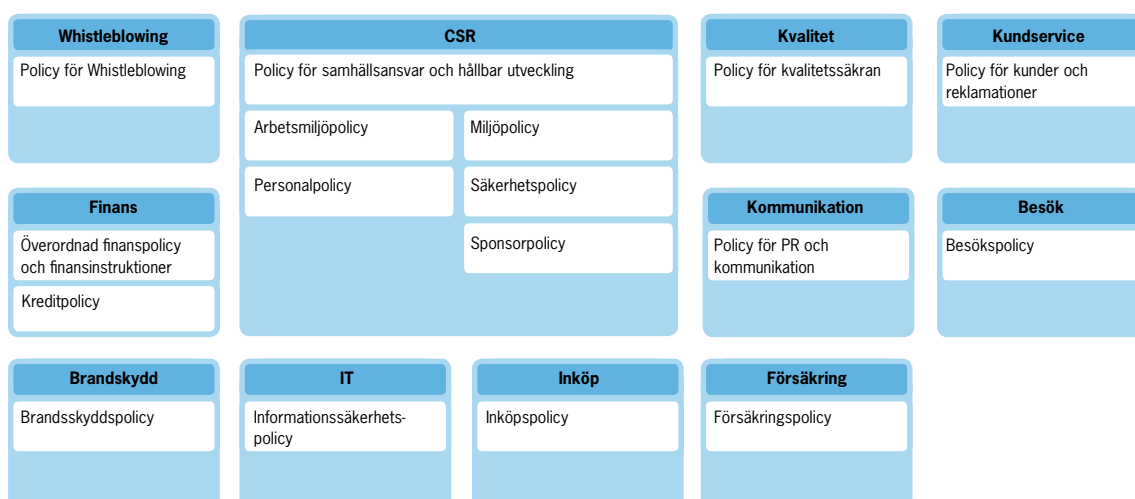 Whistleblowing
Policy för Whistleblowing
CSR
Policy för samhällsansvar och hållbar utveckling
Arbetsmiljöpolicy
Miljöpolicy
Personalpolicy
Säkerhetspolicy
Sponsorpolicy
Kvalitet
Policy för kvalitetssäkran
Kundservice
Policy för kunder och
reklamationer
Finans
Överordnad finanspolicy
och finansinstruktioner
Kreditpolicy
Kommunikation
Policy för PR och
kommunikation
Besök
Besökspolicy
Brandskydd
Brandsskyddspolicy
IT
Informationssäkerhets-
policy
Inköp
Inköpspolicy
Försäkring
Försäkringspolicy